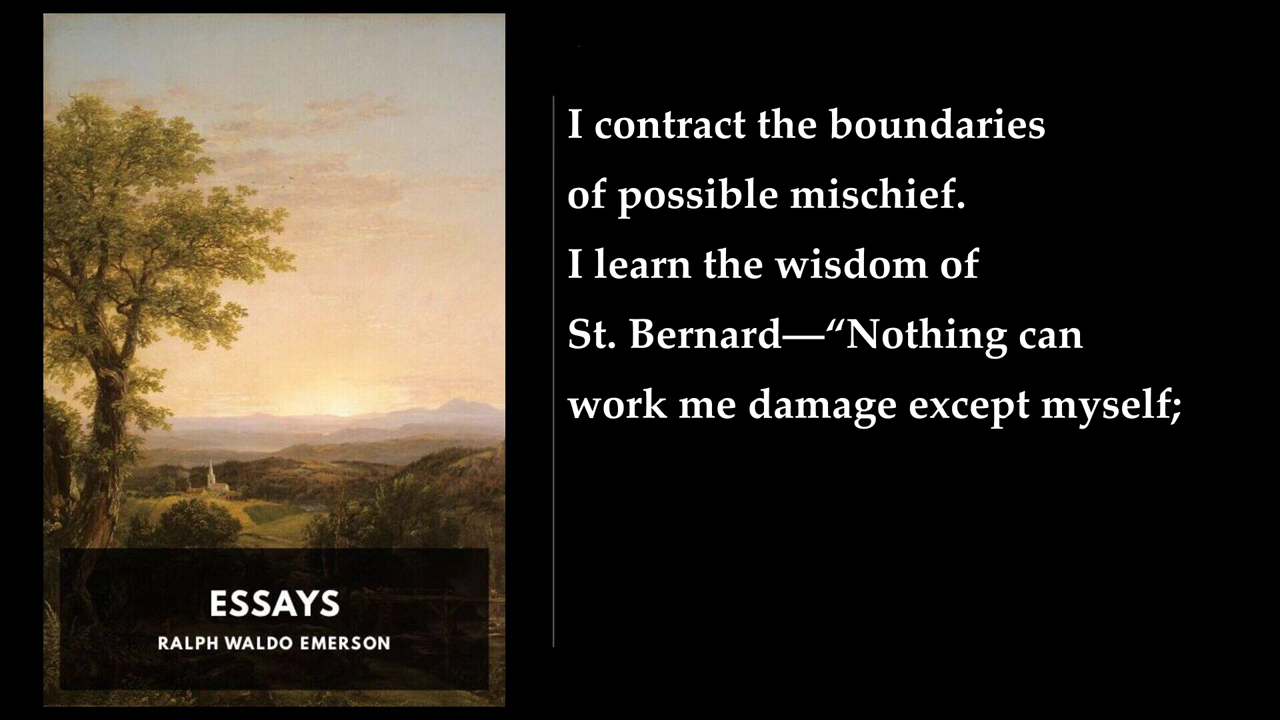 ESSAYS
RALPH WALDO EMERSON
I contract the boundaries
of possible mischief.
I learn the wisdom of
St. Bernard—“Nothing can
work me damage except myself;